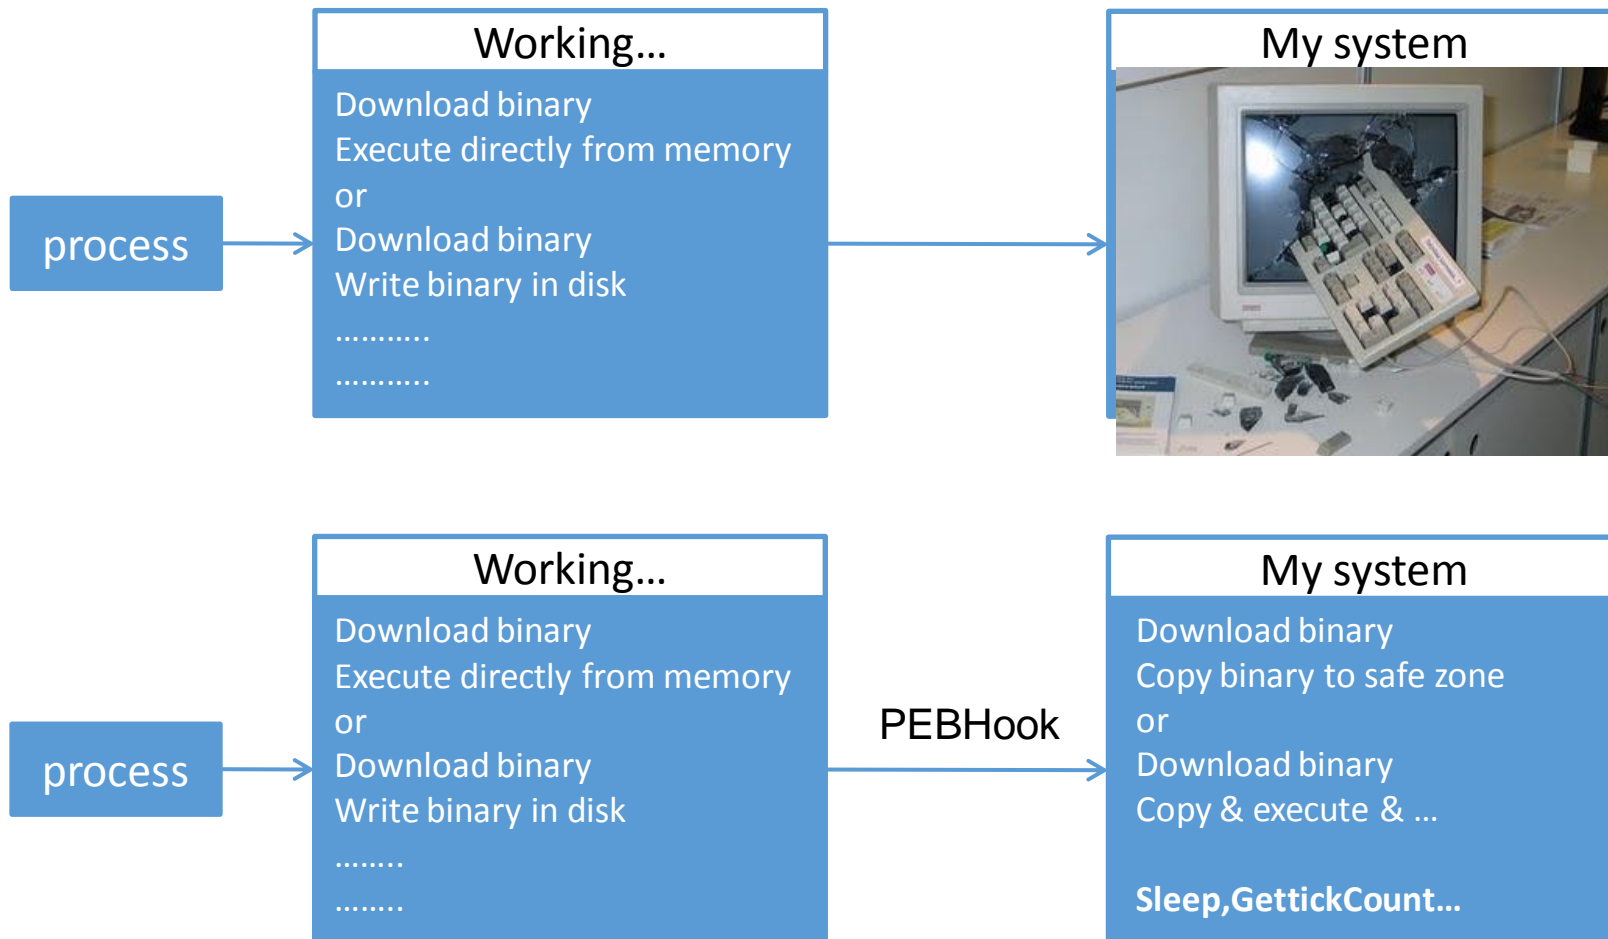 Working...
My system
process
Download binary
Execute directly from memory
or
Download binary
Write binary in disk
...........
...........
Working...
My system
process
Download binary
Execute directly from memory
or
Download binary
Write binary in disk
........
........
PEBHook
Download binary
Copy binary to safe zone
or
Download binary
Copy & execute & ...
Sleep,GettickCount...